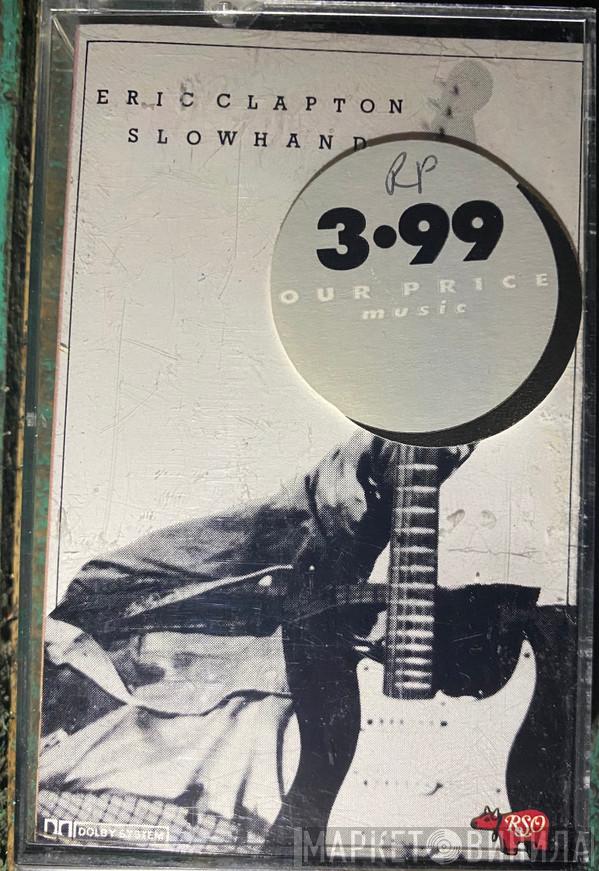 ERIC CLAPTON
SLOWHAND
RP
3•99
OUR PRICE
music
DOLBY SYSTEM
RSO
МАРКЕТ ВИНИЛА